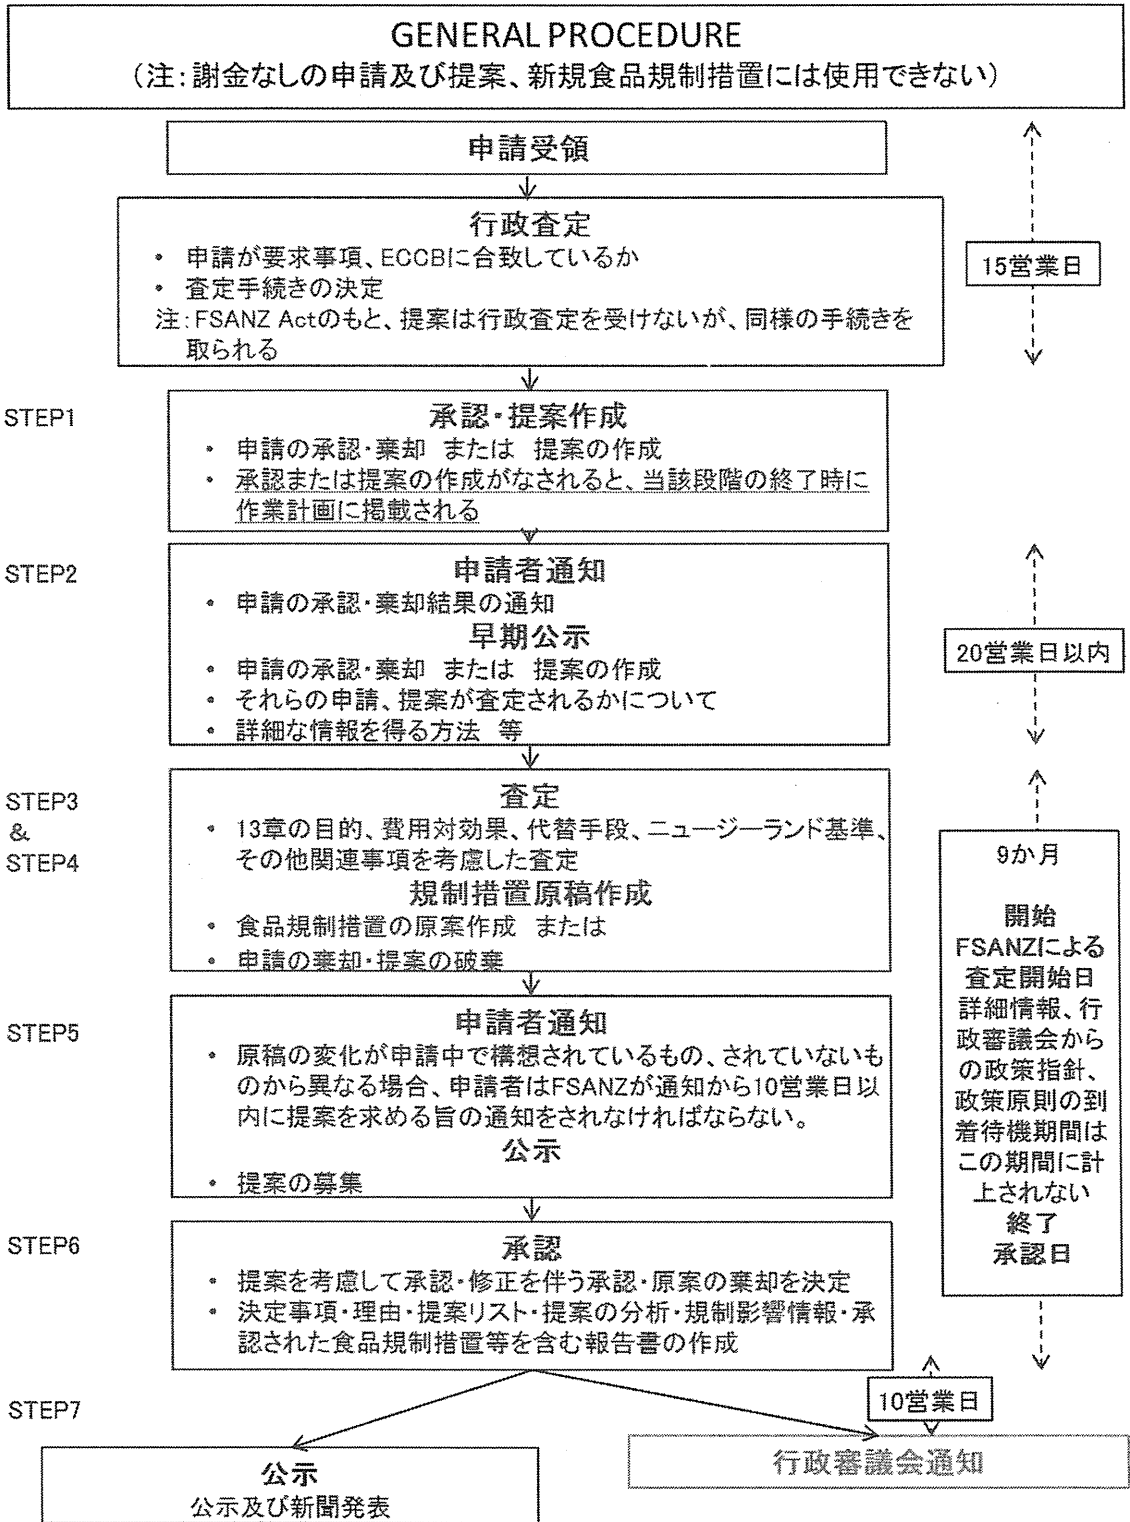 GENERAL PROCEDURE
（注：謝金なしの申請及び提案、新規食品規制措置には使用できない）
申請受領
行政査定
・ 申請が要求事項、ECCBに合致しているか
・ 査定手続きの決定
注：FSANZ Actのもと、提案は行政査定を受けないが、同様の手続きを
取られる
15営業日
STEP1
承認・提案作成
・ 申請の承認・棄却 または 提案の作成
・ 承認または提案の作成がなされると、当該段階の終了時に
作業計画に掲載される
STEP2
申請者通知
・ 申請の承認・棄却結果の通知
早期公示
・ 申請の承認・棄却 または 提案の作成
・ それらの申請、提案が査定されるかについて
・ 詳細な情報を得る方法 等
20営業日以内
STEP3
&
STEP4
査定
・ 13章の目的、費用対効果、代替手段、ニュージーランド基準、
その他関連事項を考慮した査定
規制措置原稿作成
・ 食品規制措置の原案作成 または
・ 申請の棄却・提案の破棄
STEP5
申請者通知
・ 原稿の変化が申請中で構想されているもの、されていないも
のから異なる場合、申請者はFSANZが通知から10営業日以
内に提案を求める旨の通知をされなければならない。
公示
・ 提案の募集
STEP6
承認
・ 提案を考慮して承認・修正を伴う承認・原案の棄却を決定
・ 決定事項・理由・提案リスト・提案の分析・規制影響情報・承
認された食品規制措置等を含む報告書の作成
9か月
開始
FSANZによる
査定開始日
詳細情報、行
政審議会から
の政策指針、
政策原則の到
着待機期間は
この期間に計
上されない
終了
承認日
STEP7
10営業日
公示
公示及び新聞発表
行政審議会通知